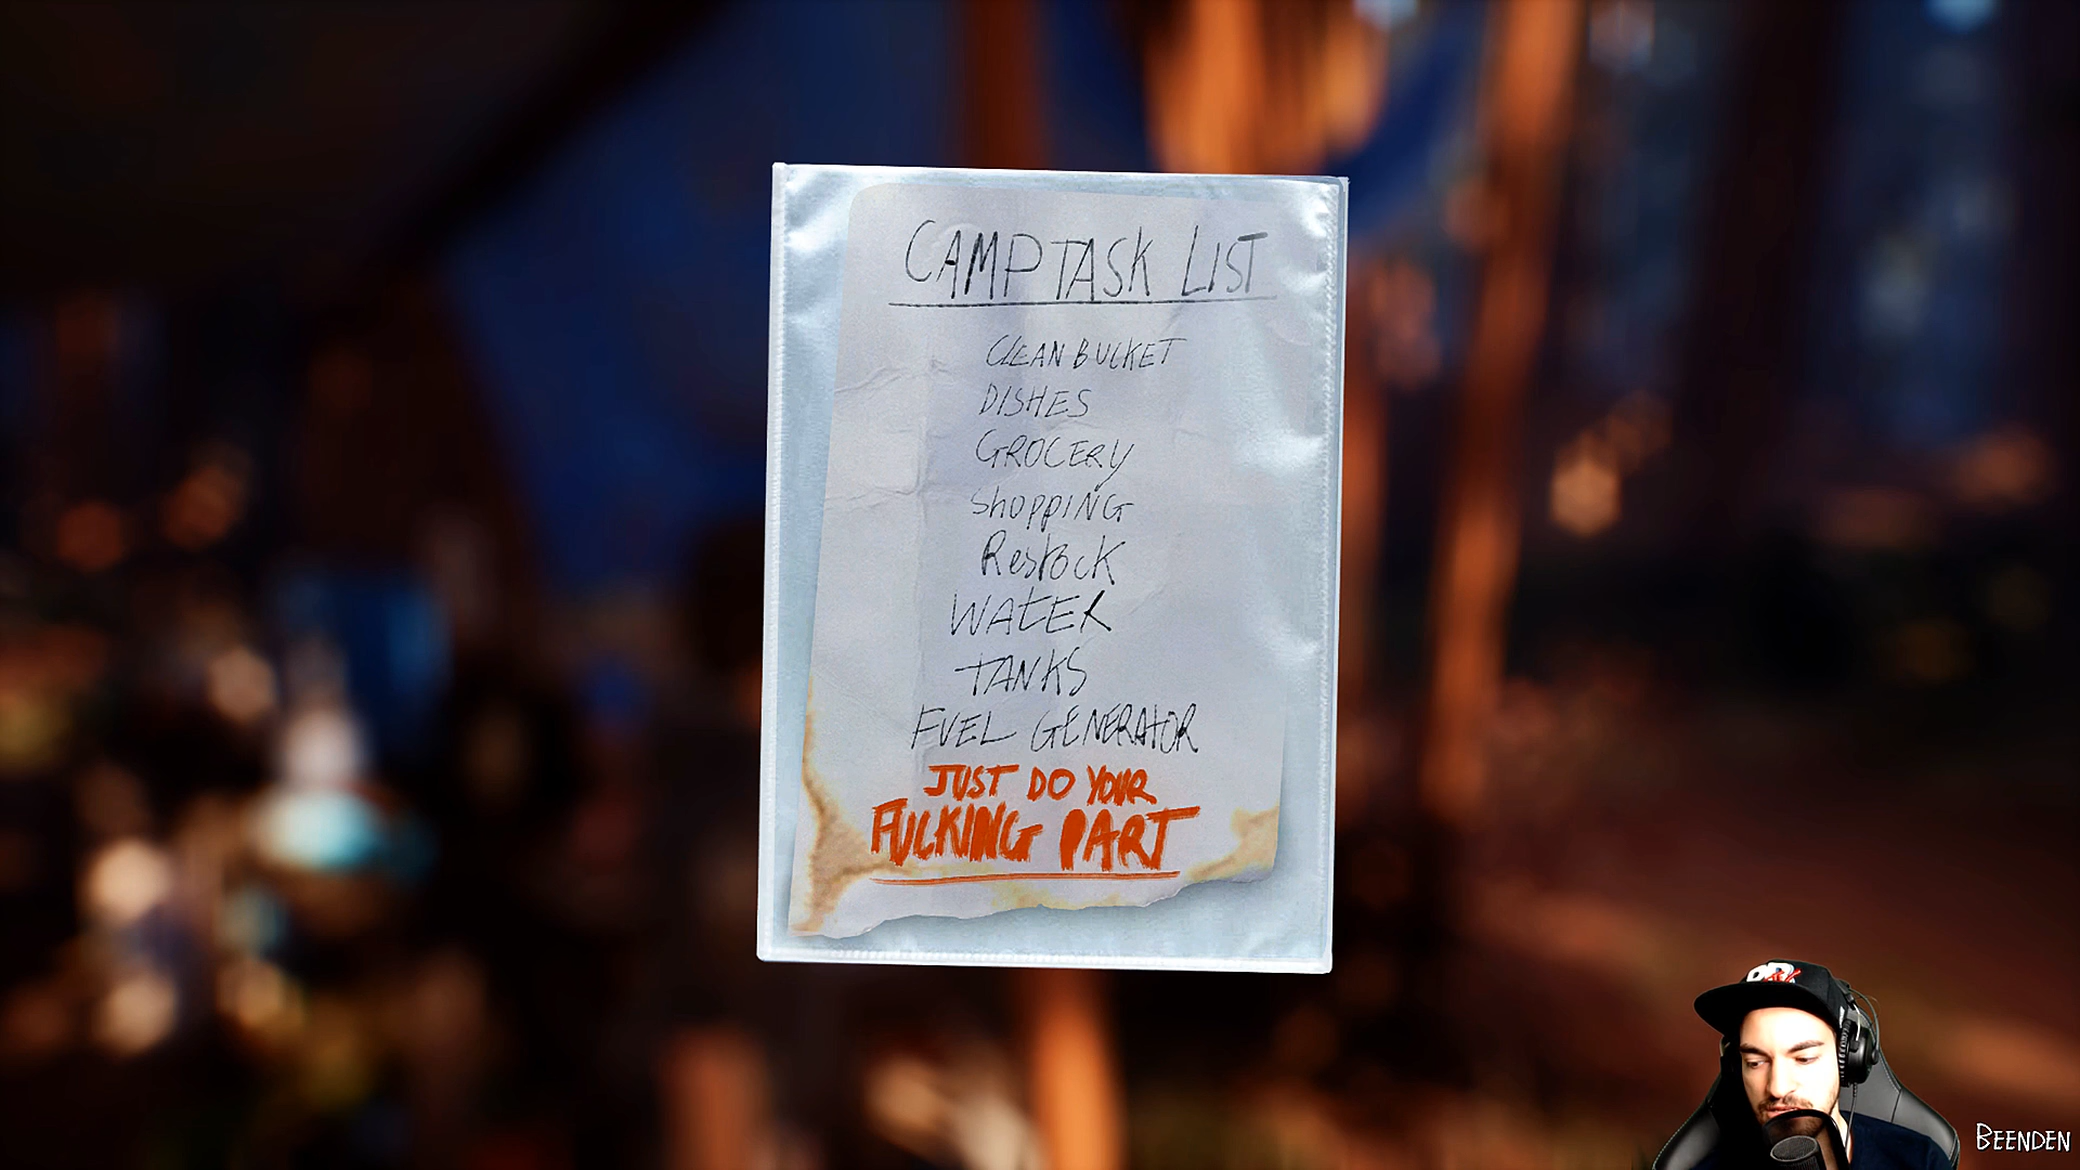 CAMP TASK LIST
CLEAN BUCKET
DISHES
GROCERY
ShOppING
Restock
WAtER
TANKS
FUEL GENERAtOR
JUST DO YOUR
FUCKING PART
BEENDEN